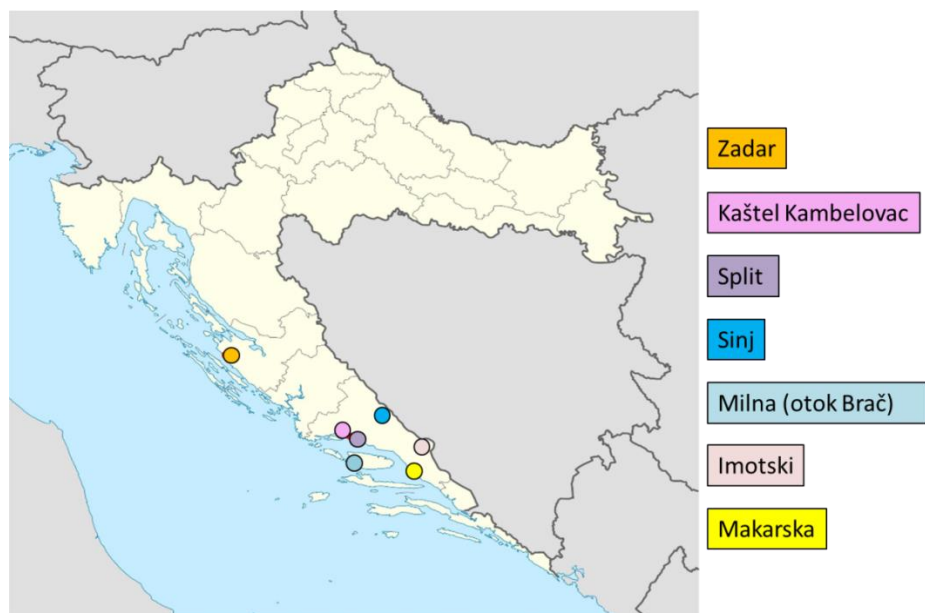 Zadar
Kaštel Kambelovac
Split
Sinj
Milna (otok Brač)
Imotski
Makarska